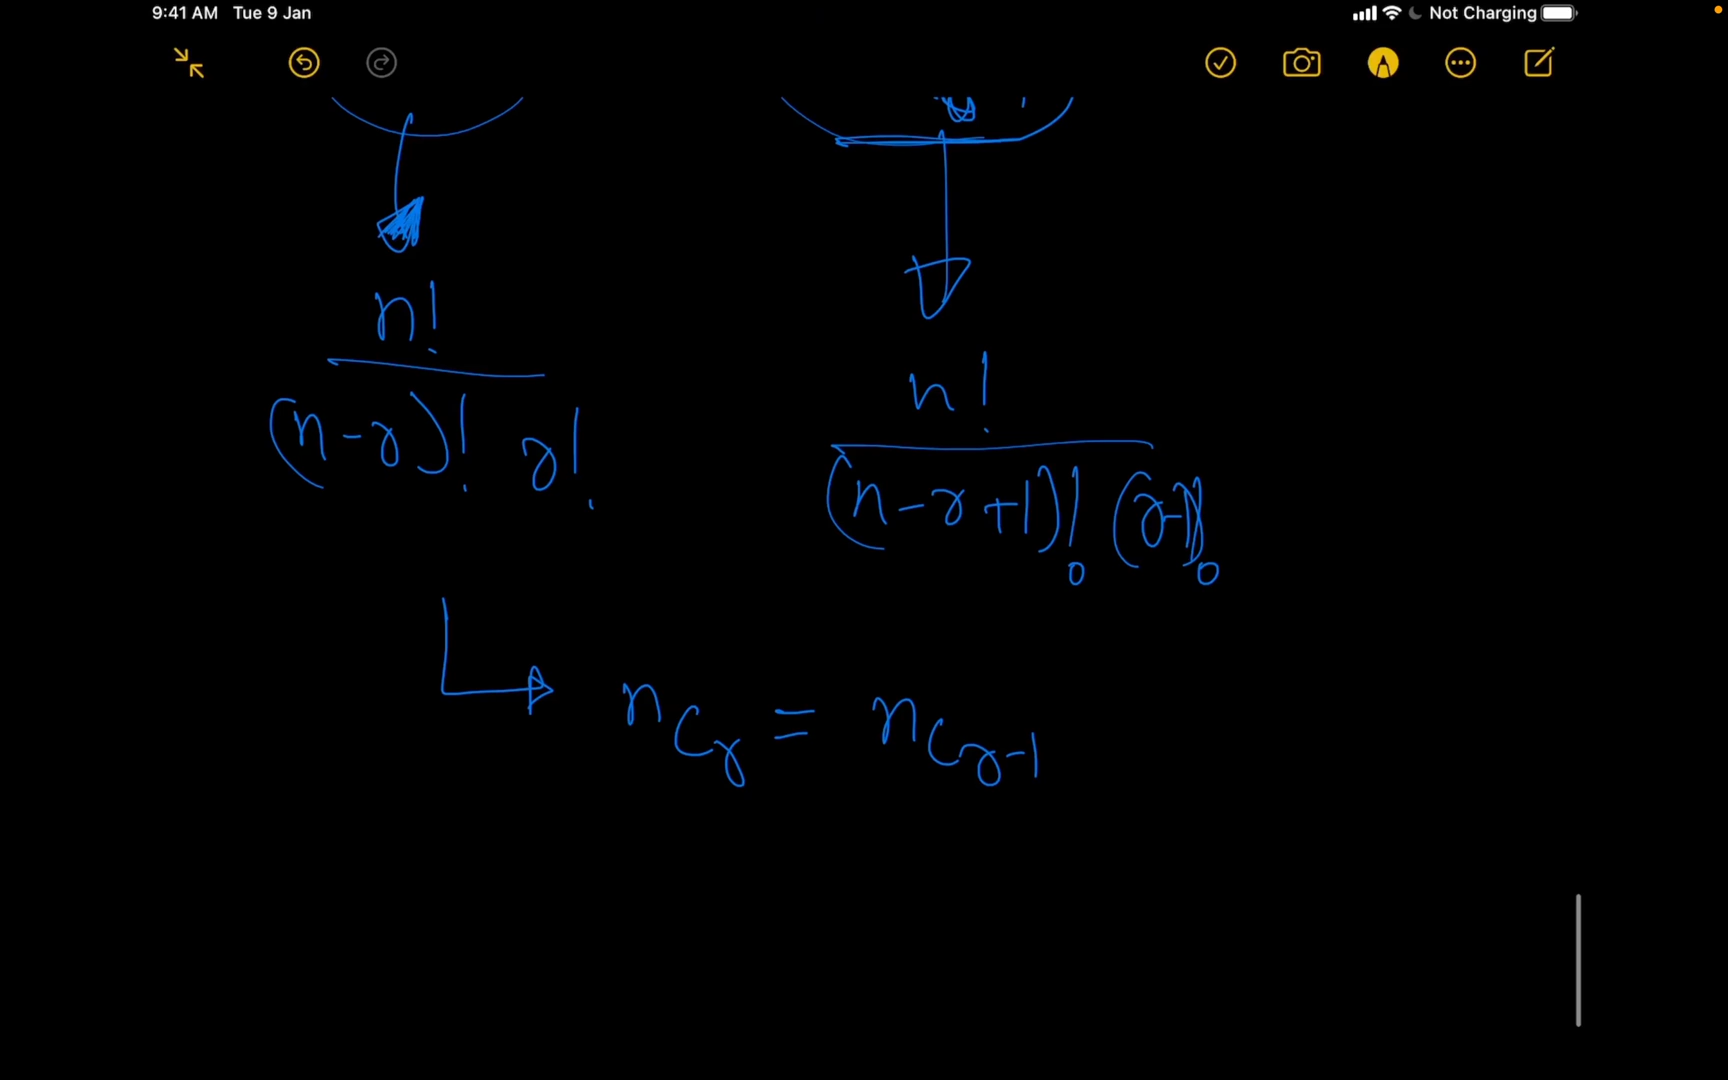 9:41 AM Tue 9 Jan
Not Charging
n!
(n-r)! r!
n!
(n-r+1)! (r-1)!
nCr = nCr-1